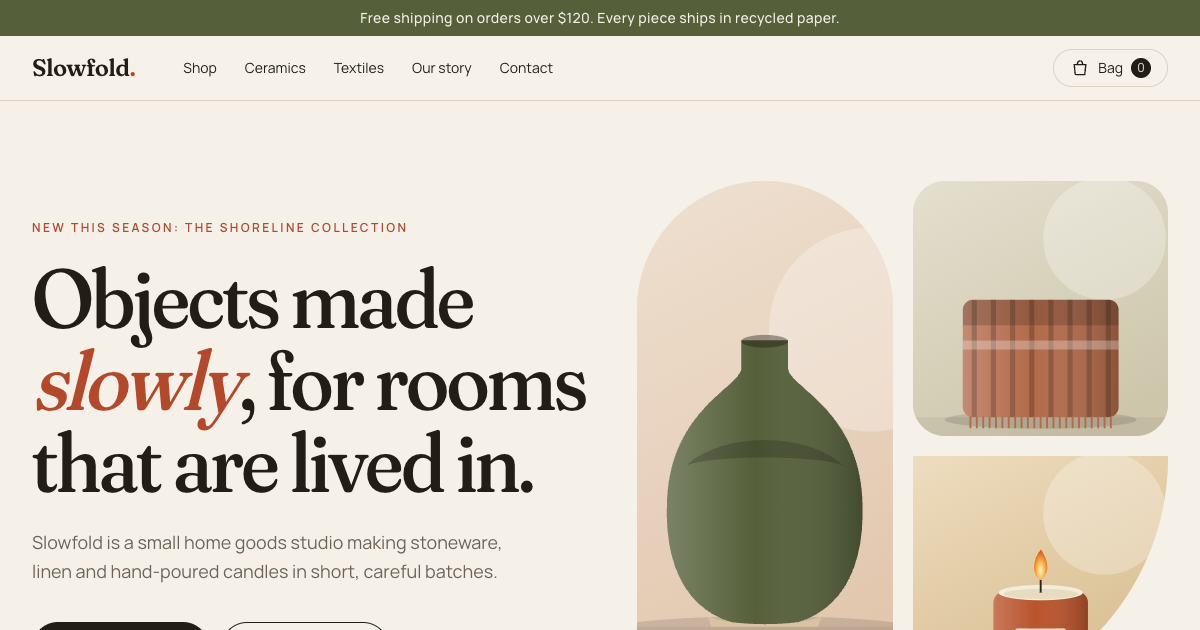 Free shipping on orders over $120. Every piece ships in recycled paper.
Slowfold.
Shop
Ceramics
Textiles
Our story
Contact
Bag 0
NEW THIS SEASON: THE SHORELINE COLLECTION
Objects made
slowly, for rooms
that are lived in.
Slowfold is a small home goods studio making stoneware,
linen and hand-poured candles in short, careful batches.